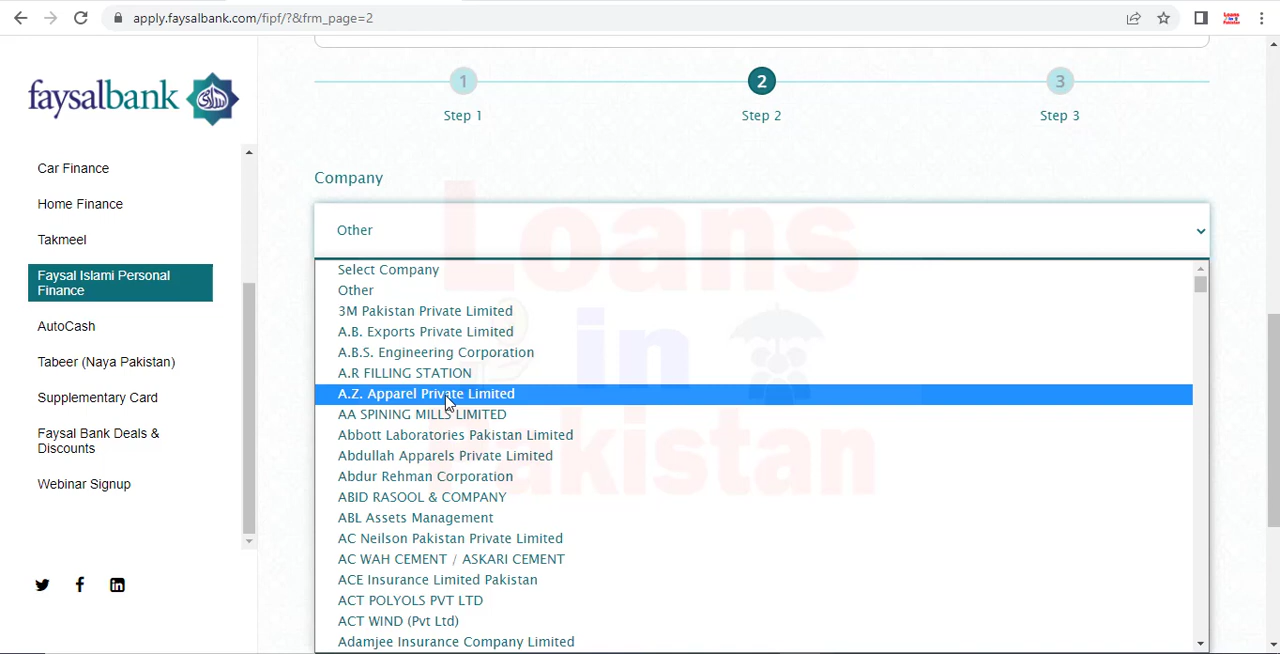 apply.faysalbank.com/fipf/?&frm_page=2
faysalbank
Car Finance
Home Finance
Takmeel
Faysal Islami Personal
Finance
AutoCash
Tabeer (Naya Pakistan)
Supplementary Card
Faysal Bank Deals &
Discounts
Webinar Signup
1
2
3
Step 1
Step 2
Step 3
Company
Other
Select Company
Other
3M Pakistan Private Limited
A.B. Exports Private Limited
A.B.S. Engineering Corporation
A.R FILLING STATION
A.Z. Apparel Private Limited
AA SPINING MILLS LIMITED
Abbott Laboratories Pakistan Limited
Abdullah Apparels Private Limited
Abdur Rehman Corporation
ABID RASOOL & COMPANY
ABL Assets Management
AC Neilson Pakistan Private Limited
AC WAH CEMENT / ASKARI CEMENT
ACE Insurance Limited Pakistan
ACT POLYOLS PVT LTD
ACT WIND (Pvt Ltd)
Adamjee Insurance Company Limited
Loans
in
Pakistan